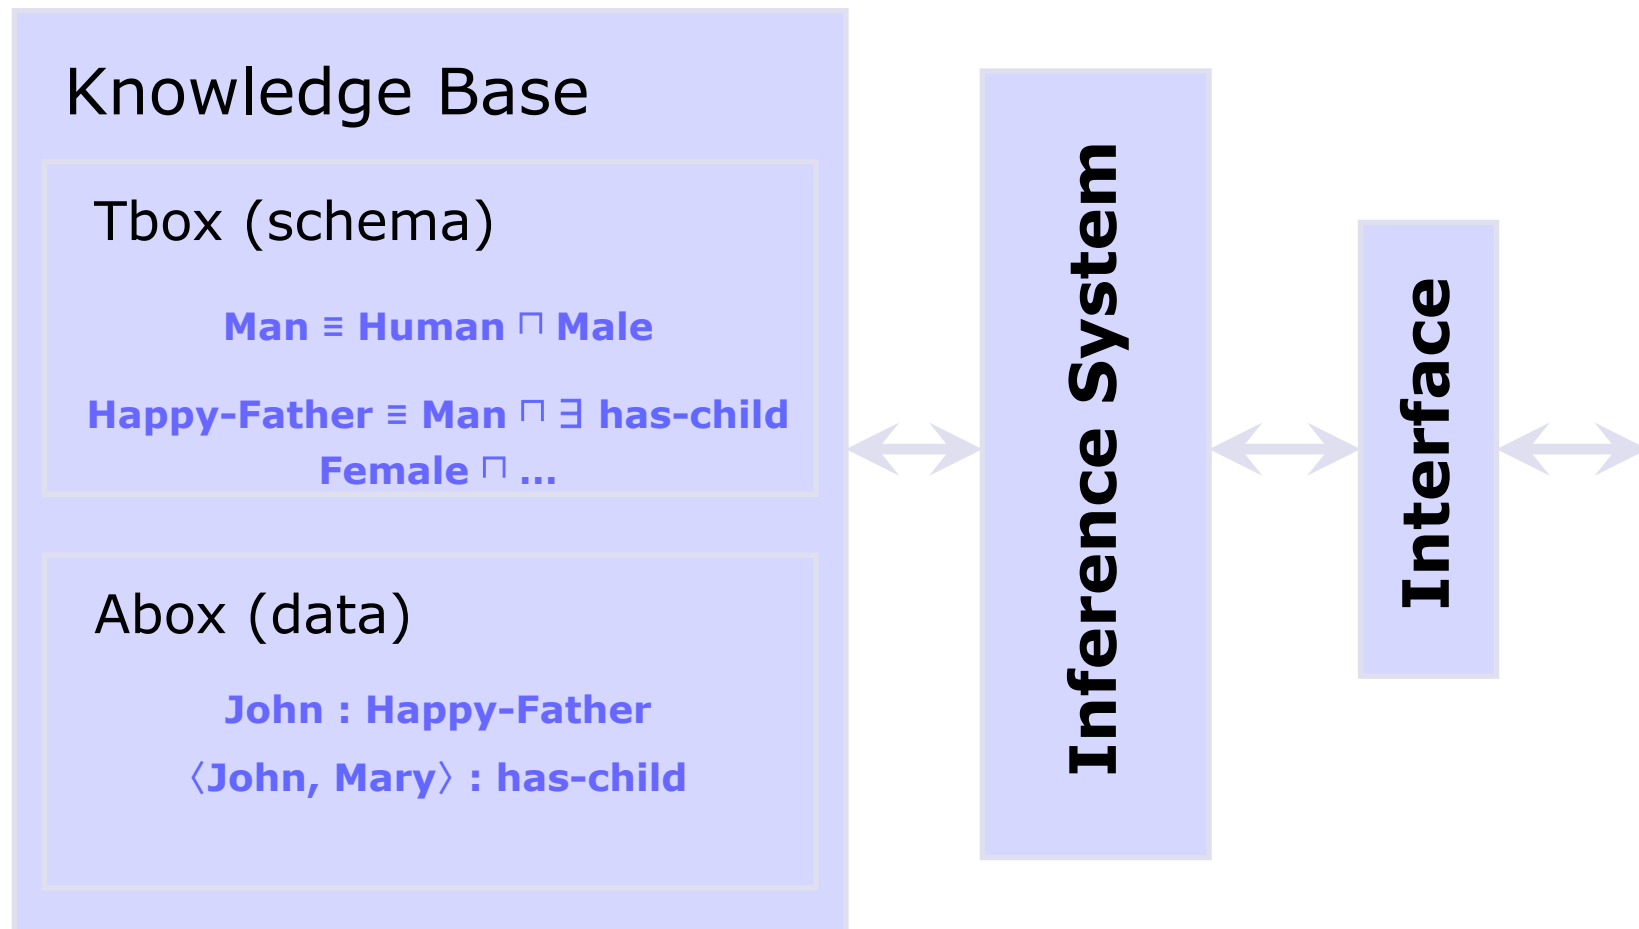 Knowledge Base
Tbox (schema)
Man ≡ Human ⊓ Male
Happy-Father ≡ Man ⊓ ∃ has-child
Female ⊓ ...
Abox (data)
John : Happy-Father
〈John, Mary〉 : has-child
Inference System
Interface